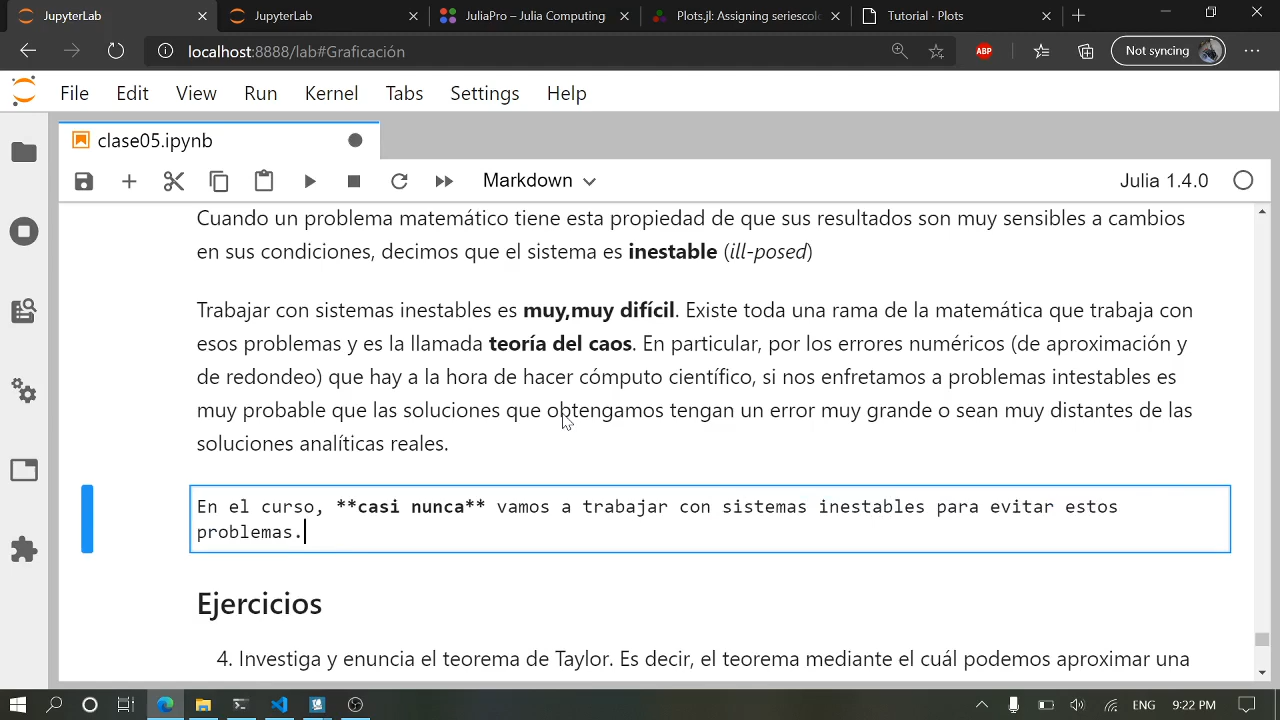 JupyterLab
JupyterLab
JuliaPro – Julia Computing
Plots.jl: Assigning seriescolo
Tutorial · Plots
localhost:8888/lab#Graficación
ABP
Not syncing
File Edit View Run Kernel Tabs Settings Help
clase05.ipynb
Markdown
Julia 1.4.0
Cuando un problema matemático tiene esta propiedad de que sus resultados son muy sensibles a cambios
en sus condiciones, decimos que el sistema es inestable (ill-posed)
Trabajar con sistemas inestables es muy,muy difícil. Existe toda una rama de la matemática que trabaja con
esos problemas y es la llamada teoría del caos. En particular, por los errores numéricos (de aproximación y
de redondeo) que hay a la hora de hacer cómputo científico, si nos enfretamos a problemas intestables es
muy probable que las soluciones que obtengamos tengan un error muy grande o sean muy distantes de las
soluciones analíticas reales.
En el curso, **casi nunca** vamos a trabajar con sistemas inestables para evitar estos
problemas.
Ejercicios
4. Investiga y enuncia el teorema de Taylor. Es decir, el teorema mediante el cuál podemos aproximar una
ENG
9:22 PM